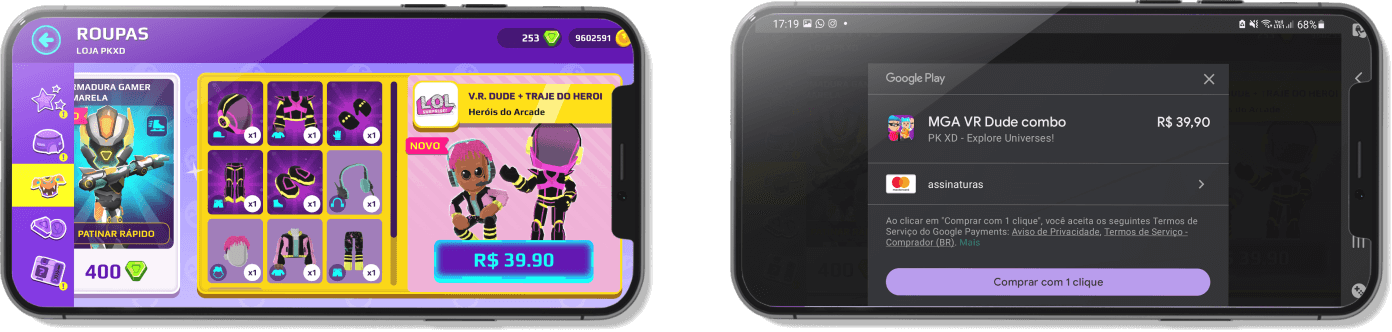 ROUPAS
LOJA PKXD
253
9602591
RMADURA GAMER
MARELA
PATINAR RÁPIDO
400
x1
x1
x1
x1
x1
x1
x1
x1
x1
L.O.L.
SURPRISE!
V.R. DUDE + TRAJE DO HEROI
Heróis do Arcade
NOVO
R$ 39.90
17:19
68%
Google Play
MGA VR Dude combo
R$ 39,90
PK XD - Explore Universes!
assinaturas
Ao clicar em "Comprar com 1 clique", você aceita os seguintes Termos de
Serviço do Google Payments: Aviso de Privacidade, Termos de Serviço -
Comprador (BR). Mais
Comprar com 1 clique
400
R$ 39.90